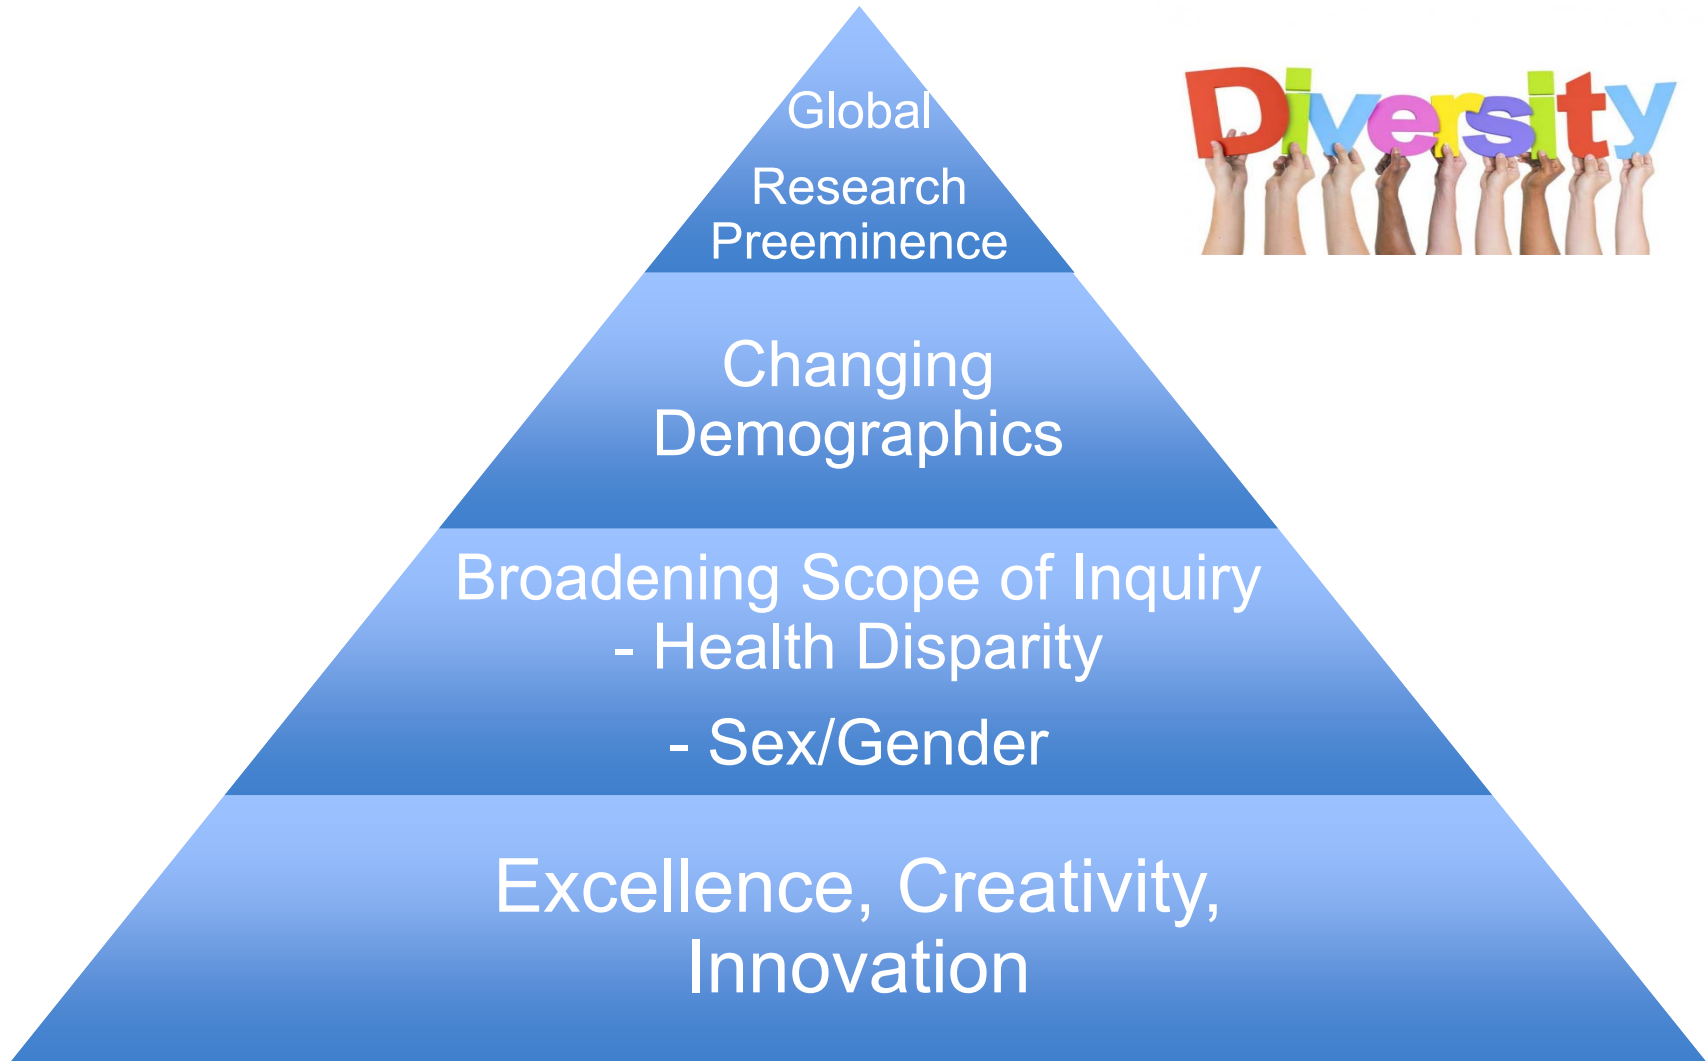 Diversity
Global
Research
Preeminence
Changing
Demographics
Broadening Scope of Inquiry
- Health Disparity
- Sex/Gender
Excellence, Creativity,
Innovation